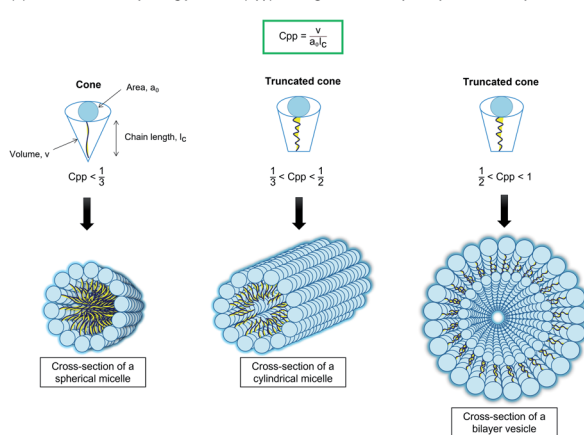 Cpp = v / a₀lc
Cone
Truncated cone
Truncated cone
Area, a₀
Chain length, lc
Volume, v
Cpp < 1/3
1/3 < Cpp < 1/2
1/2 < Cpp < 1
Cross-section of a
spherical micelle
Cross-section of a
cylindrical micelle
Cross-section of a
bilayer vesicle